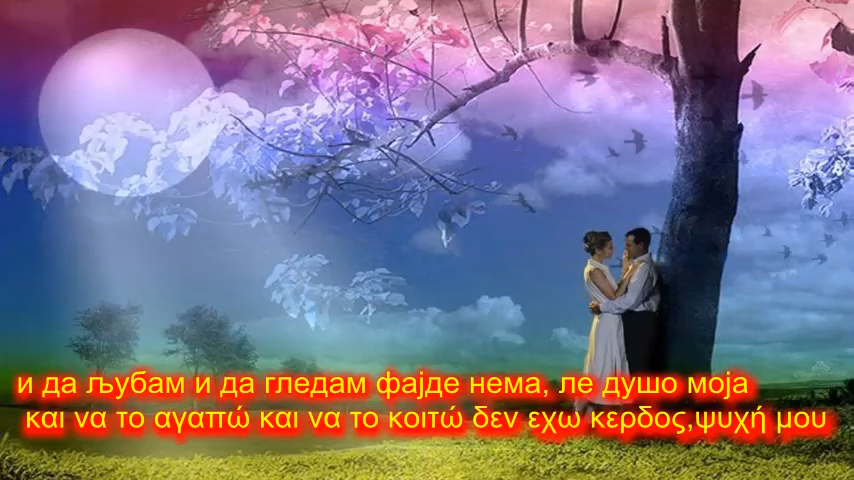 и да љубам и да гледам фајде нема, ле душо моја
και να το αγαπώ και να το κοιτώ δεν εχω κερδος,ψυχή μου